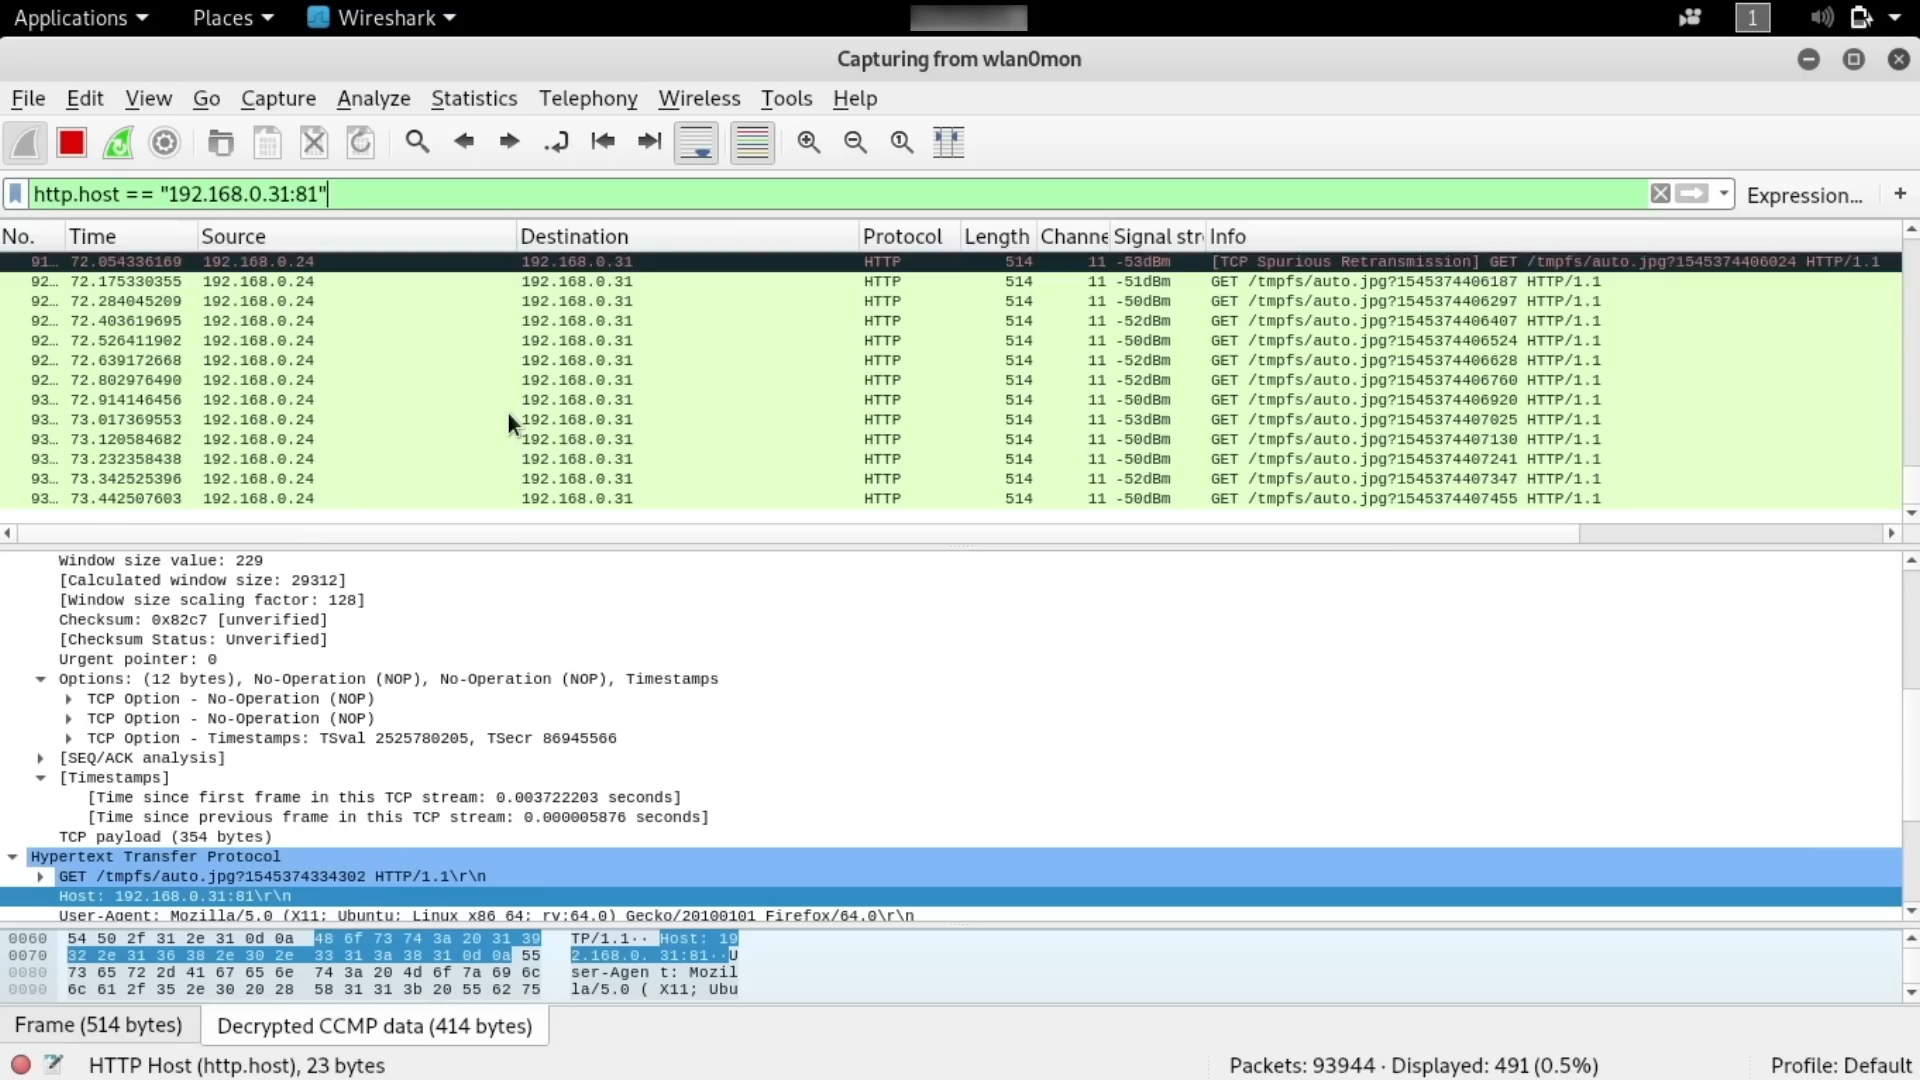 Applications Places Wireshark 1
Capturing from wlan0mon
File Edit View Go Capture Analyze Statistics Telephony Wireless Tools Help
http.host == "192.168.0.31:81" Expression… +
No. Time Source Destination Protocol Length Channe Signal str Info
91… 72.054336169 192.168.0.24 192.168.0.31 HTTP 514 11 -53dBm [TCP Spurious Retransmission] GET /tmpfs/auto.jpg?1545374406024 HTTP/1.1
92… 72.175330355 192.168.0.24 192.168.0.31 HTTP 514 11 -51dBm GET /tmpfs/auto.jpg?1545374406187 HTTP/1.1
92… 72.284045209 192.168.0.24 192.168.0.31 HTTP 514 11 -50dBm GET /tmpfs/auto.jpg?1545374406297 HTTP/1.1
92… 72.403619695 192.168.0.24 192.168.0.31 HTTP 514 11 -52dBm GET /tmpfs/auto.jpg?1545374406407 HTTP/1.1
92… 72.526411902 192.168.0.24 192.168.0.31 HTTP 514 11 -50dBm GET /tmpfs/auto.jpg?1545374406524 HTTP/1.1
92… 72.639172668 192.168.0.24 192.168.0.31 HTTP 514 11 -52dBm GET /tmpfs/auto.jpg?1545374406628 HTTP/1.1
92… 72.802976490 192.168.0.24 192.168.0.31 HTTP 514 11 -52dBm GET /tmpfs/auto.jpg?1545374406760 HTTP/1.1
93… 72.914146456 192.168.0.24 192.168.0.31 HTTP 514 11 -50dBm GET /tmpfs/auto.jpg?1545374406920 HTTP/1.1
93… 73.017369553 192.168.0.24 192.168.0.31 HTTP 514 11 -53dBm GET /tmpfs/auto.jpg?1545374407025 HTTP/1.1
93… 73.120584682 192.168.0.24 192.168.0.31 HTTP 514 11 -50dBm GET /tmpfs/auto.jpg?1545374407130 HTTP/1.1
93… 73.232358438 192.168.0.24 192.168.0.31 HTTP 514 11 -50dBm GET /tmpfs/auto.jpg?1545374407241 HTTP/1.1
93… 73.342525396 192.168.0.24 192.168.0.31 HTTP 514 11 -52dBm GET /tmpfs/auto.jpg?1545374407347 HTTP/1.1
93… 73.442507603 192.168.0.24 192.168.0.31 HTTP 514 11 -50dBm GET /tmpfs/auto.jpg?1545374407455 HTTP/1.1
Window size value: 229
[Calculated window size: 29312]
[Window size scaling factor: 128]
Checksum: 0x82c7 [unverified]
[Checksum Status: Unverified]
Urgent pointer: 0
Options: (12 bytes), No-Operation (NOP), No-Operation (NOP), Timestamps
TCP Option - No-Operation (NOP)
TCP Option - No-Operation (NOP)
TCP Option - Timestamps: TSval 2525780205, TSecr 86945566
[SEQ/ACK analysis]
[Timestamps]
[Time since first frame in this TCP stream: 0.003722203 seconds]
[Time since previous frame in this TCP stream: 0.000005876 seconds]
TCP payload (354 bytes)
Hypertext Transfer Protocol
GET /tmpfs/auto.jpg?1545374334302 HTTP/1.1\r\n
Host: 192.168.0.31:81\r\n
User-Agent: Mozilla/5.0 (X11; Ubuntu; Linux x86_64; rv:64.0) Gecko/20100101 Firefox/64.0\r\n
0060 54 50 2f 31 2e 31 0d 0a 48 6f 73 74 3a 20 31 39 TP/1.1·· Host: 19
0070 32 2e 31 36 38 2e 30 2e 33 31 3a 38 31 0d 0a 55 2.168.0. 31:81··U
0080 73 65 72 2d 41 67 65 6e 74 3a 20 4d 6f 7a 69 6c ser-Agen t: Mozil
0090 6c 61 2f 35 2e 30 20 28 58 31 31 3b 20 55 62 75 la/5.0 ( X11; Ubu
Frame (514 bytes) Decrypted CCMP data (414 bytes)
HTTP Host (http.host), 23 bytes Packets: 93944 · Displayed: 491 (0.5%) Profile: Default